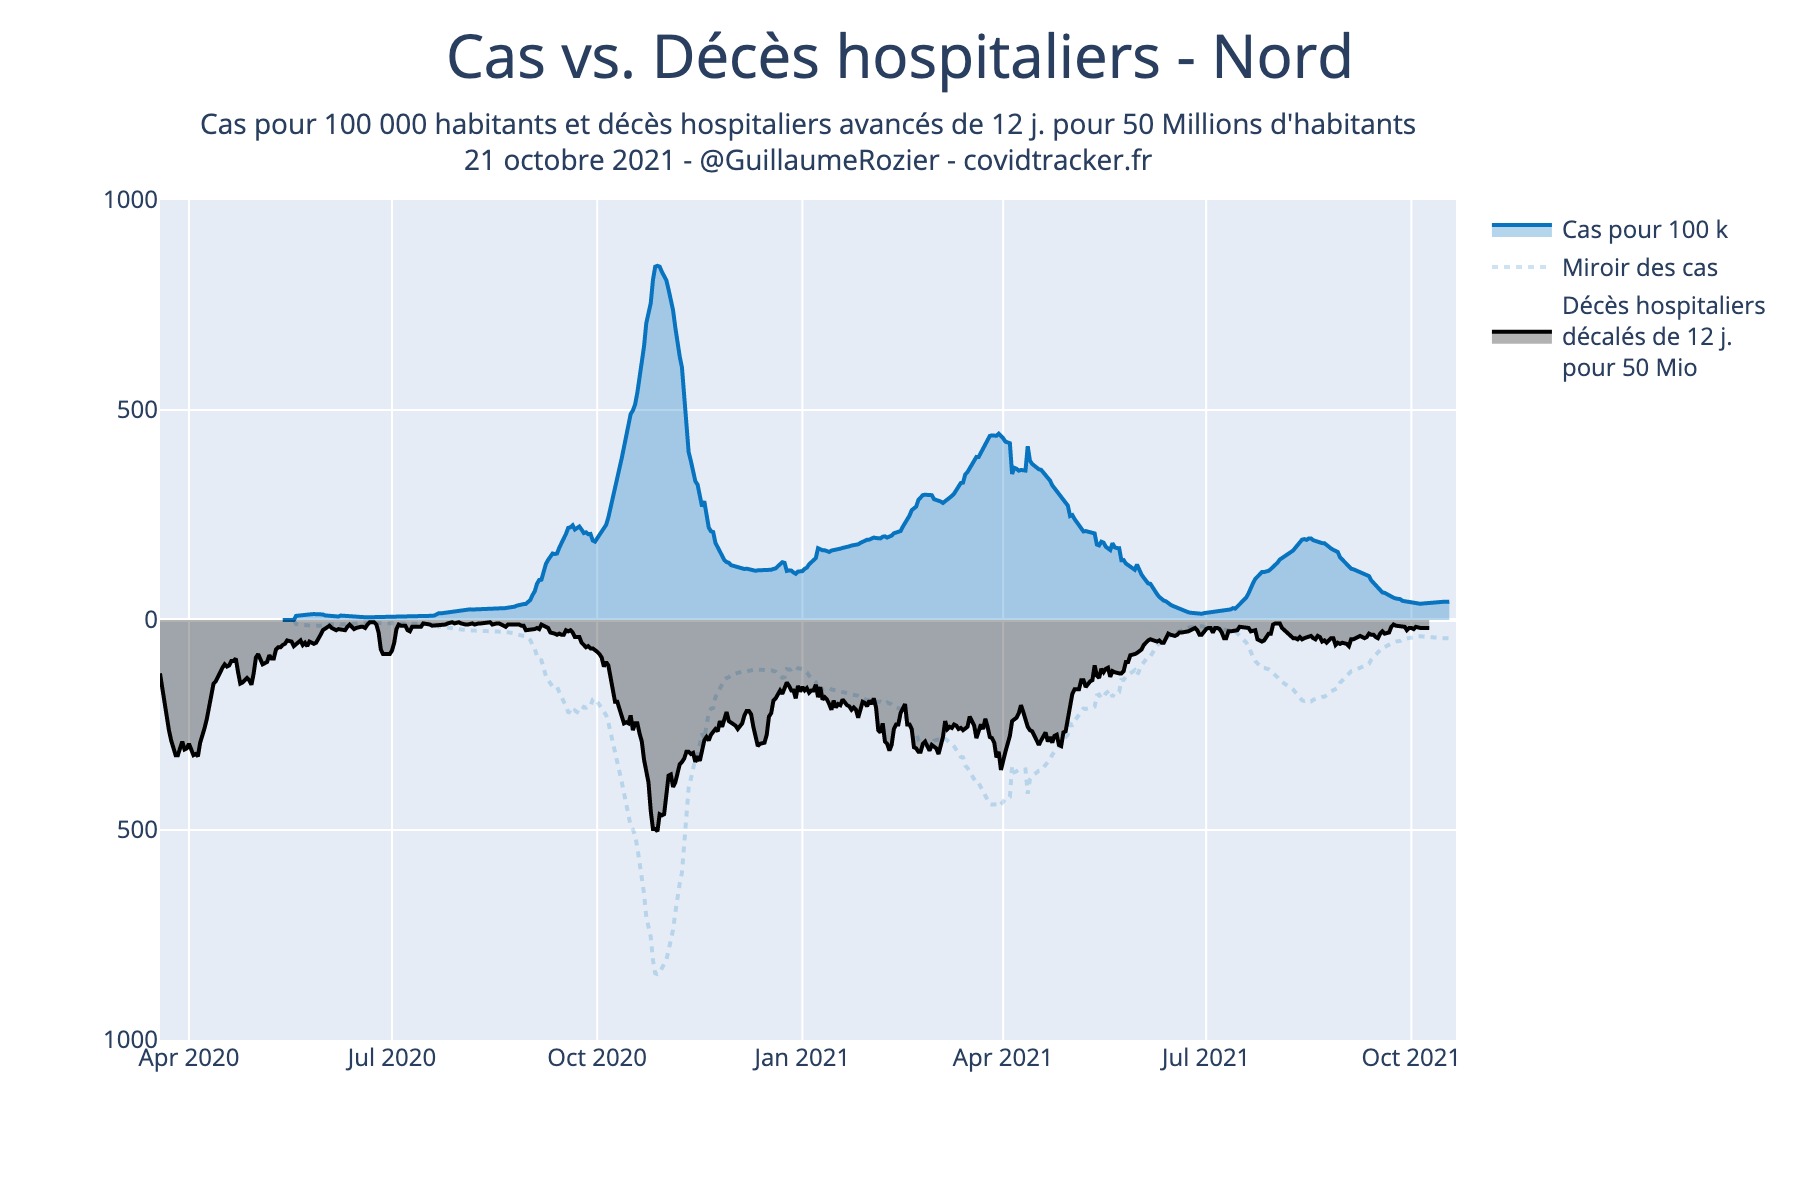 Cas vs. Décès hospitaliers - Nord
Cas pour 100 000 habitants et décès hospitaliers avancés de 12 j. pour 50 Millions d'habitants
21 octobre 2021 - @GuillaumeRozier - covidtracker.fr
1000
500
0
500
1000
Apr 2020
Jul 2020
Oct 2020
Jan 2021
Apr 2021
Jul 2021
Oct 2021
Cas pour 100 k
Miroir des cas
Décès hospitaliers
décalés de 12 j.
pour 50 Mio